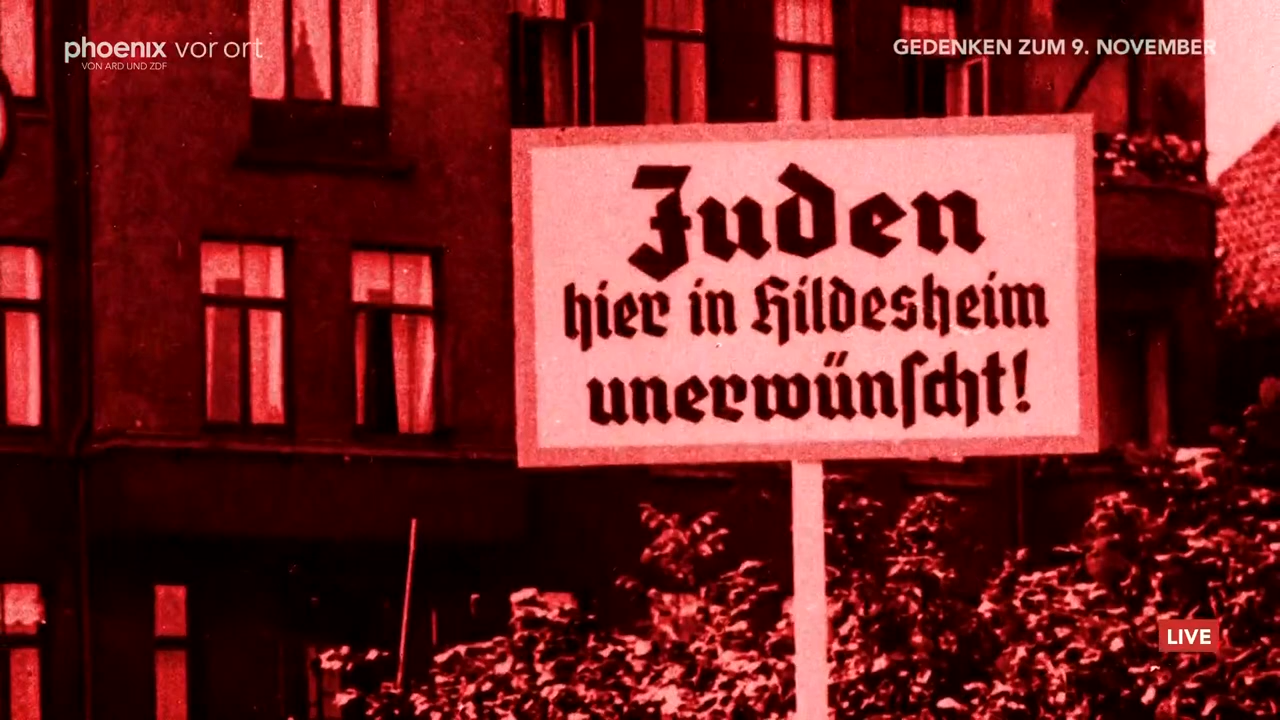 phoenix vor ort
VON ARD UND ZDF
GEDENKEN ZUM 9. NOVEMBER
Juden
hier in Hildesheim
unerwünſcht!
LIVE